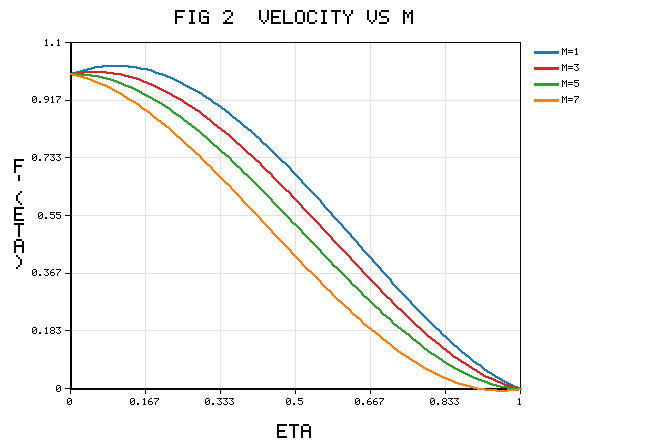 FIG 2 VELOCITY VS M
1.1
0.917
0.733
0.55
0.367
0.183
0
F'(ETA)
0 0.167 0.333 0.5 0.667 0.833 1
ETA
M=1
M=3
M=5
M=7